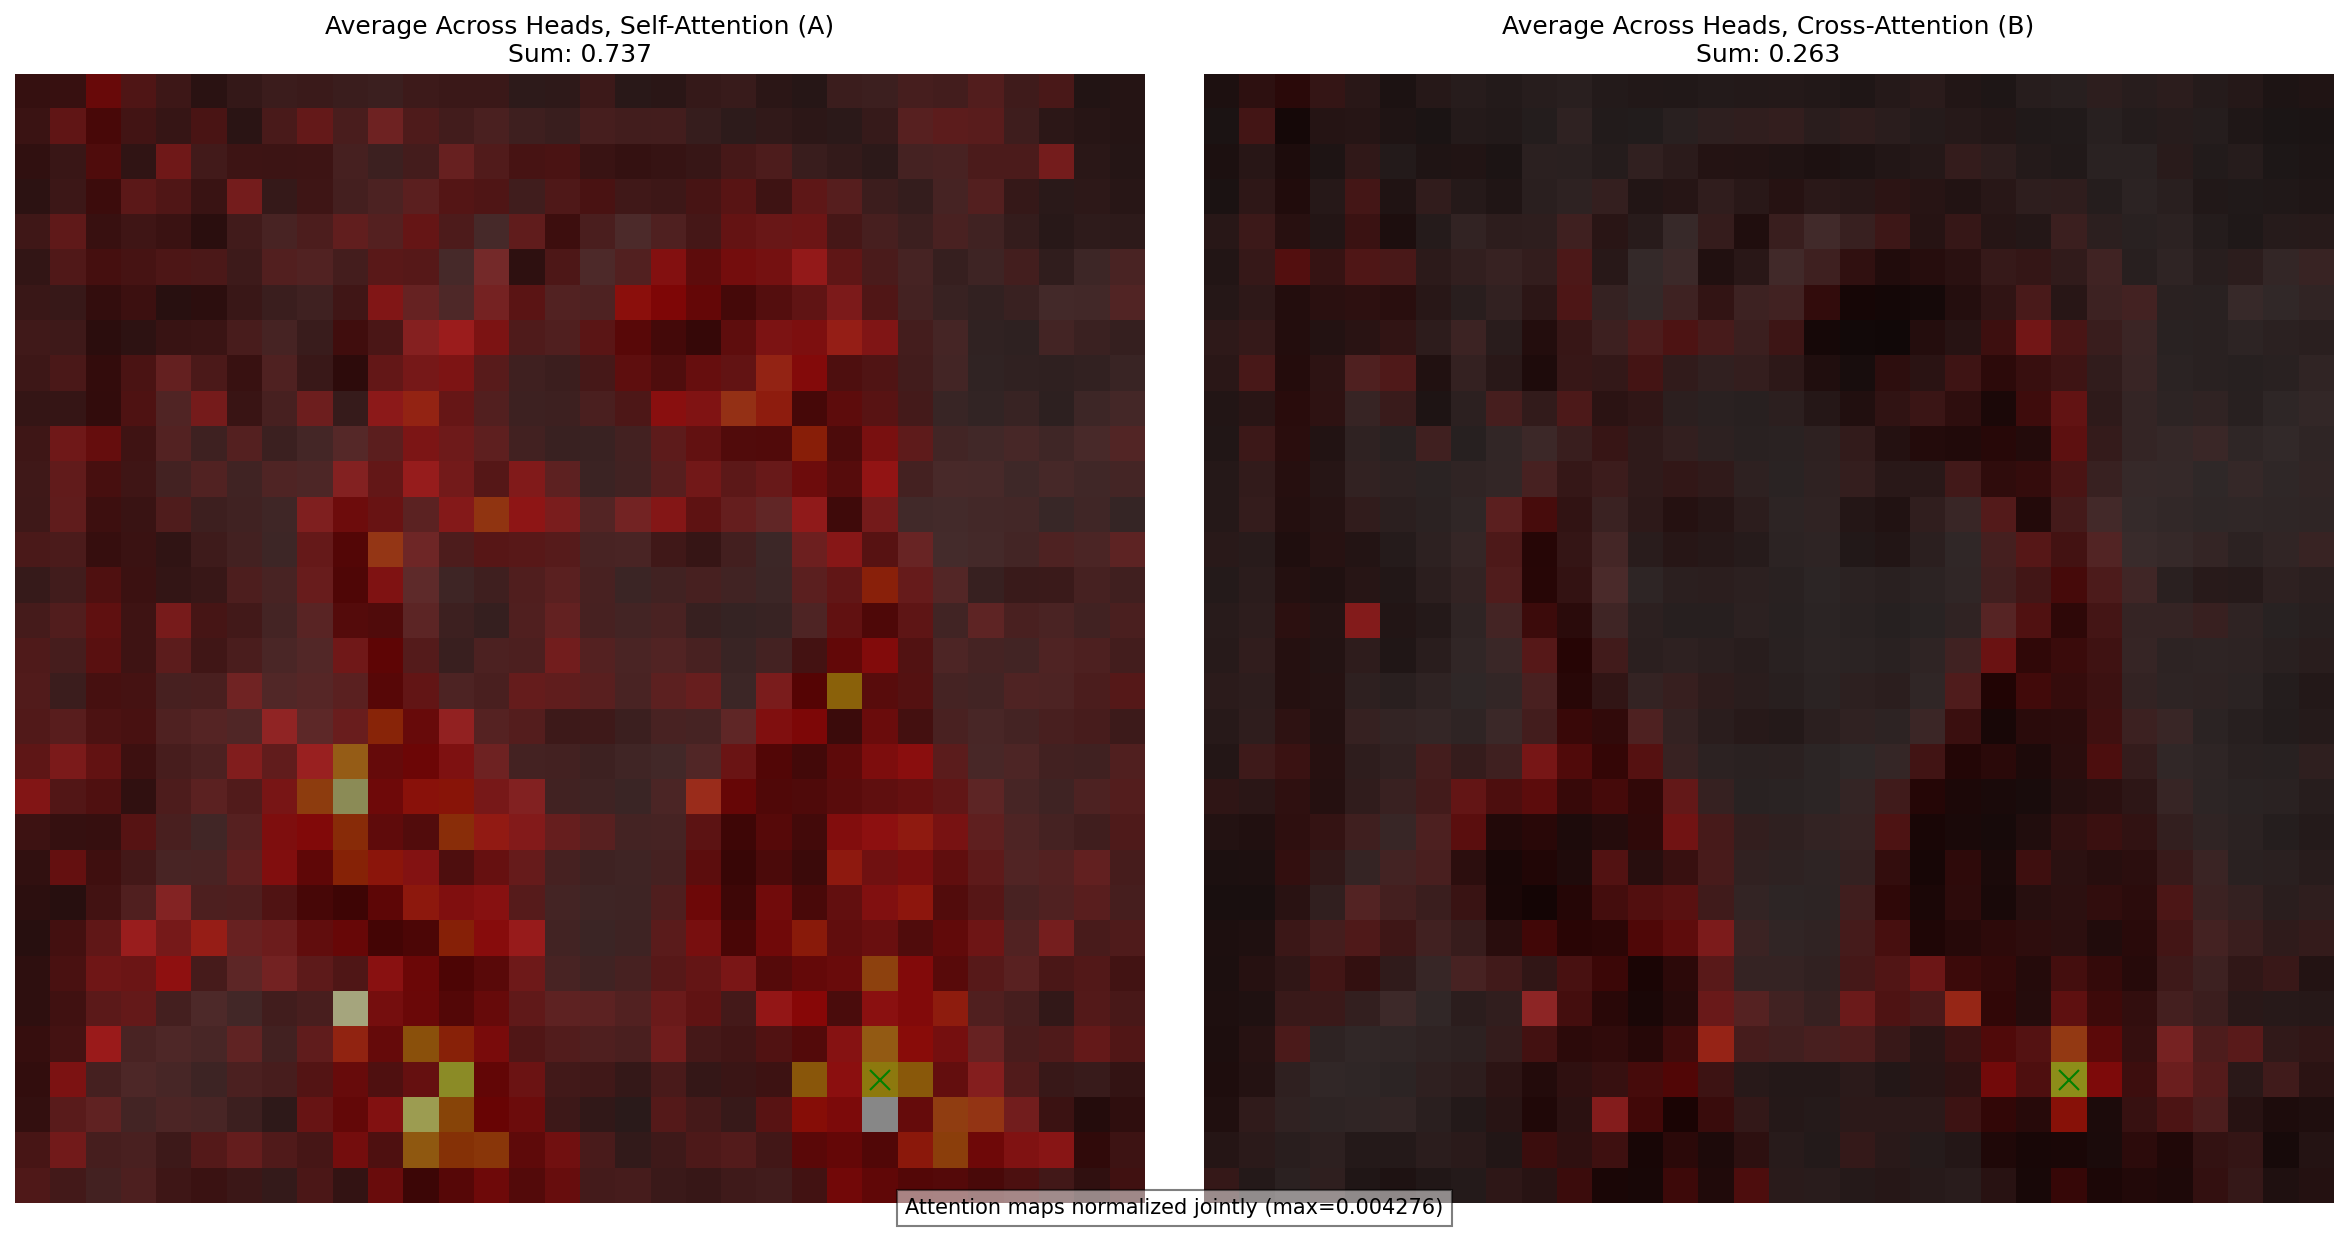 Average Across Heads, Self-Attention (A)
Sum: 0.737
Average Across Heads, Cross-Attention (B)
Sum: 0.263
Attention maps normalized jointly (max=0.004276)